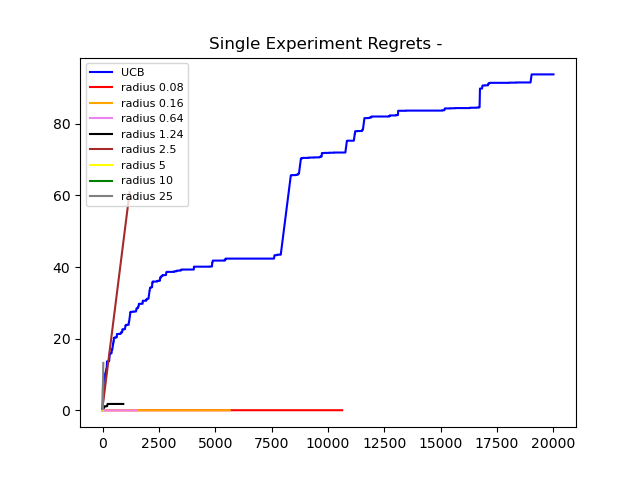 Single Experiment Regrets -
UCB
radius 0.08
radius 0.16
radius 0.64
radius 1.24
radius 2.5
radius 5
radius 10
radius 25
80
60
40
20
0
0 2500 5000 7500 10000 12500 15000 17500 20000